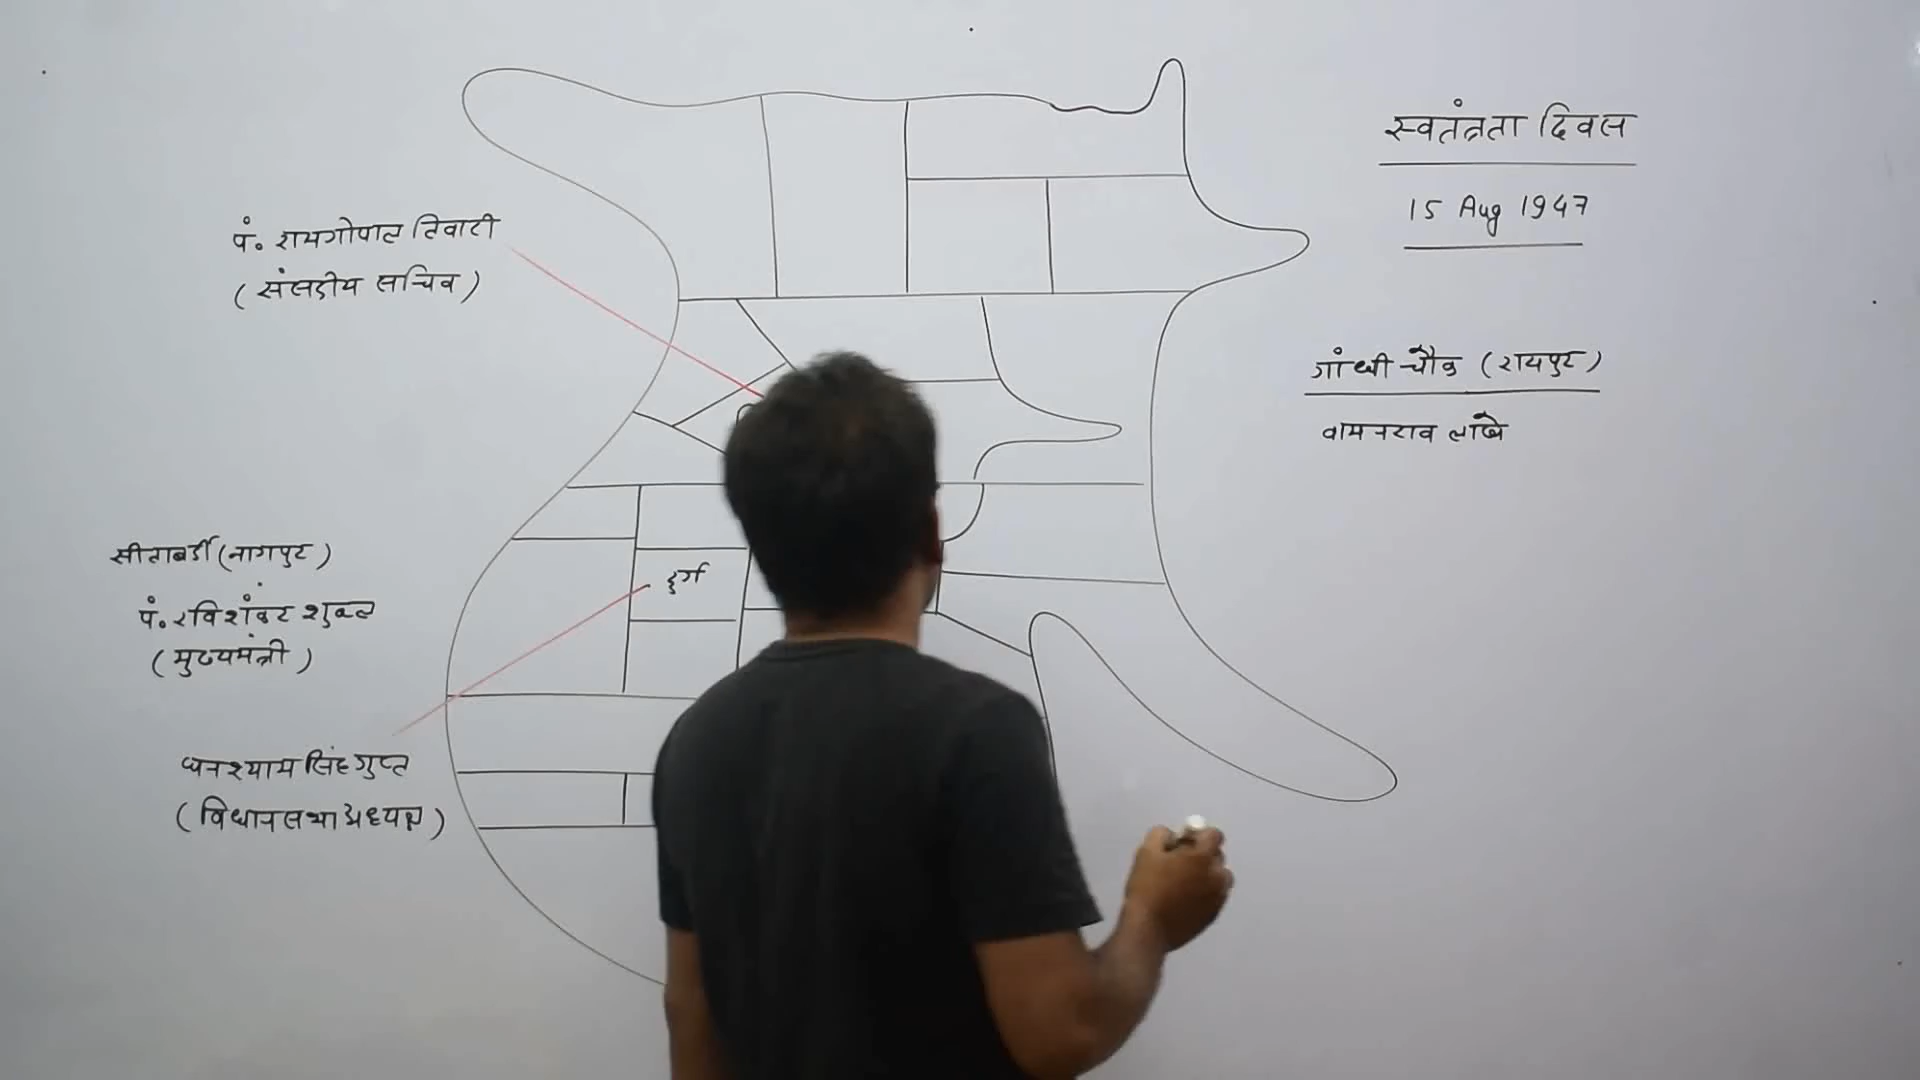 स्वतंत्रता दिवस
15 Aug 1947
पं. रामगोपाल तिवारी
(संसदीय सचिव)
गांधी चौक (रायपुर)
वामनराव लाखे
सीताबर्डी (नागपुर)
पं. रविशंकर शुक्ल
(मुख्यमंत्री)
दुर्ग
घनश्याम सिंह गुप्त
(विधानसभा अध्यक्ष)